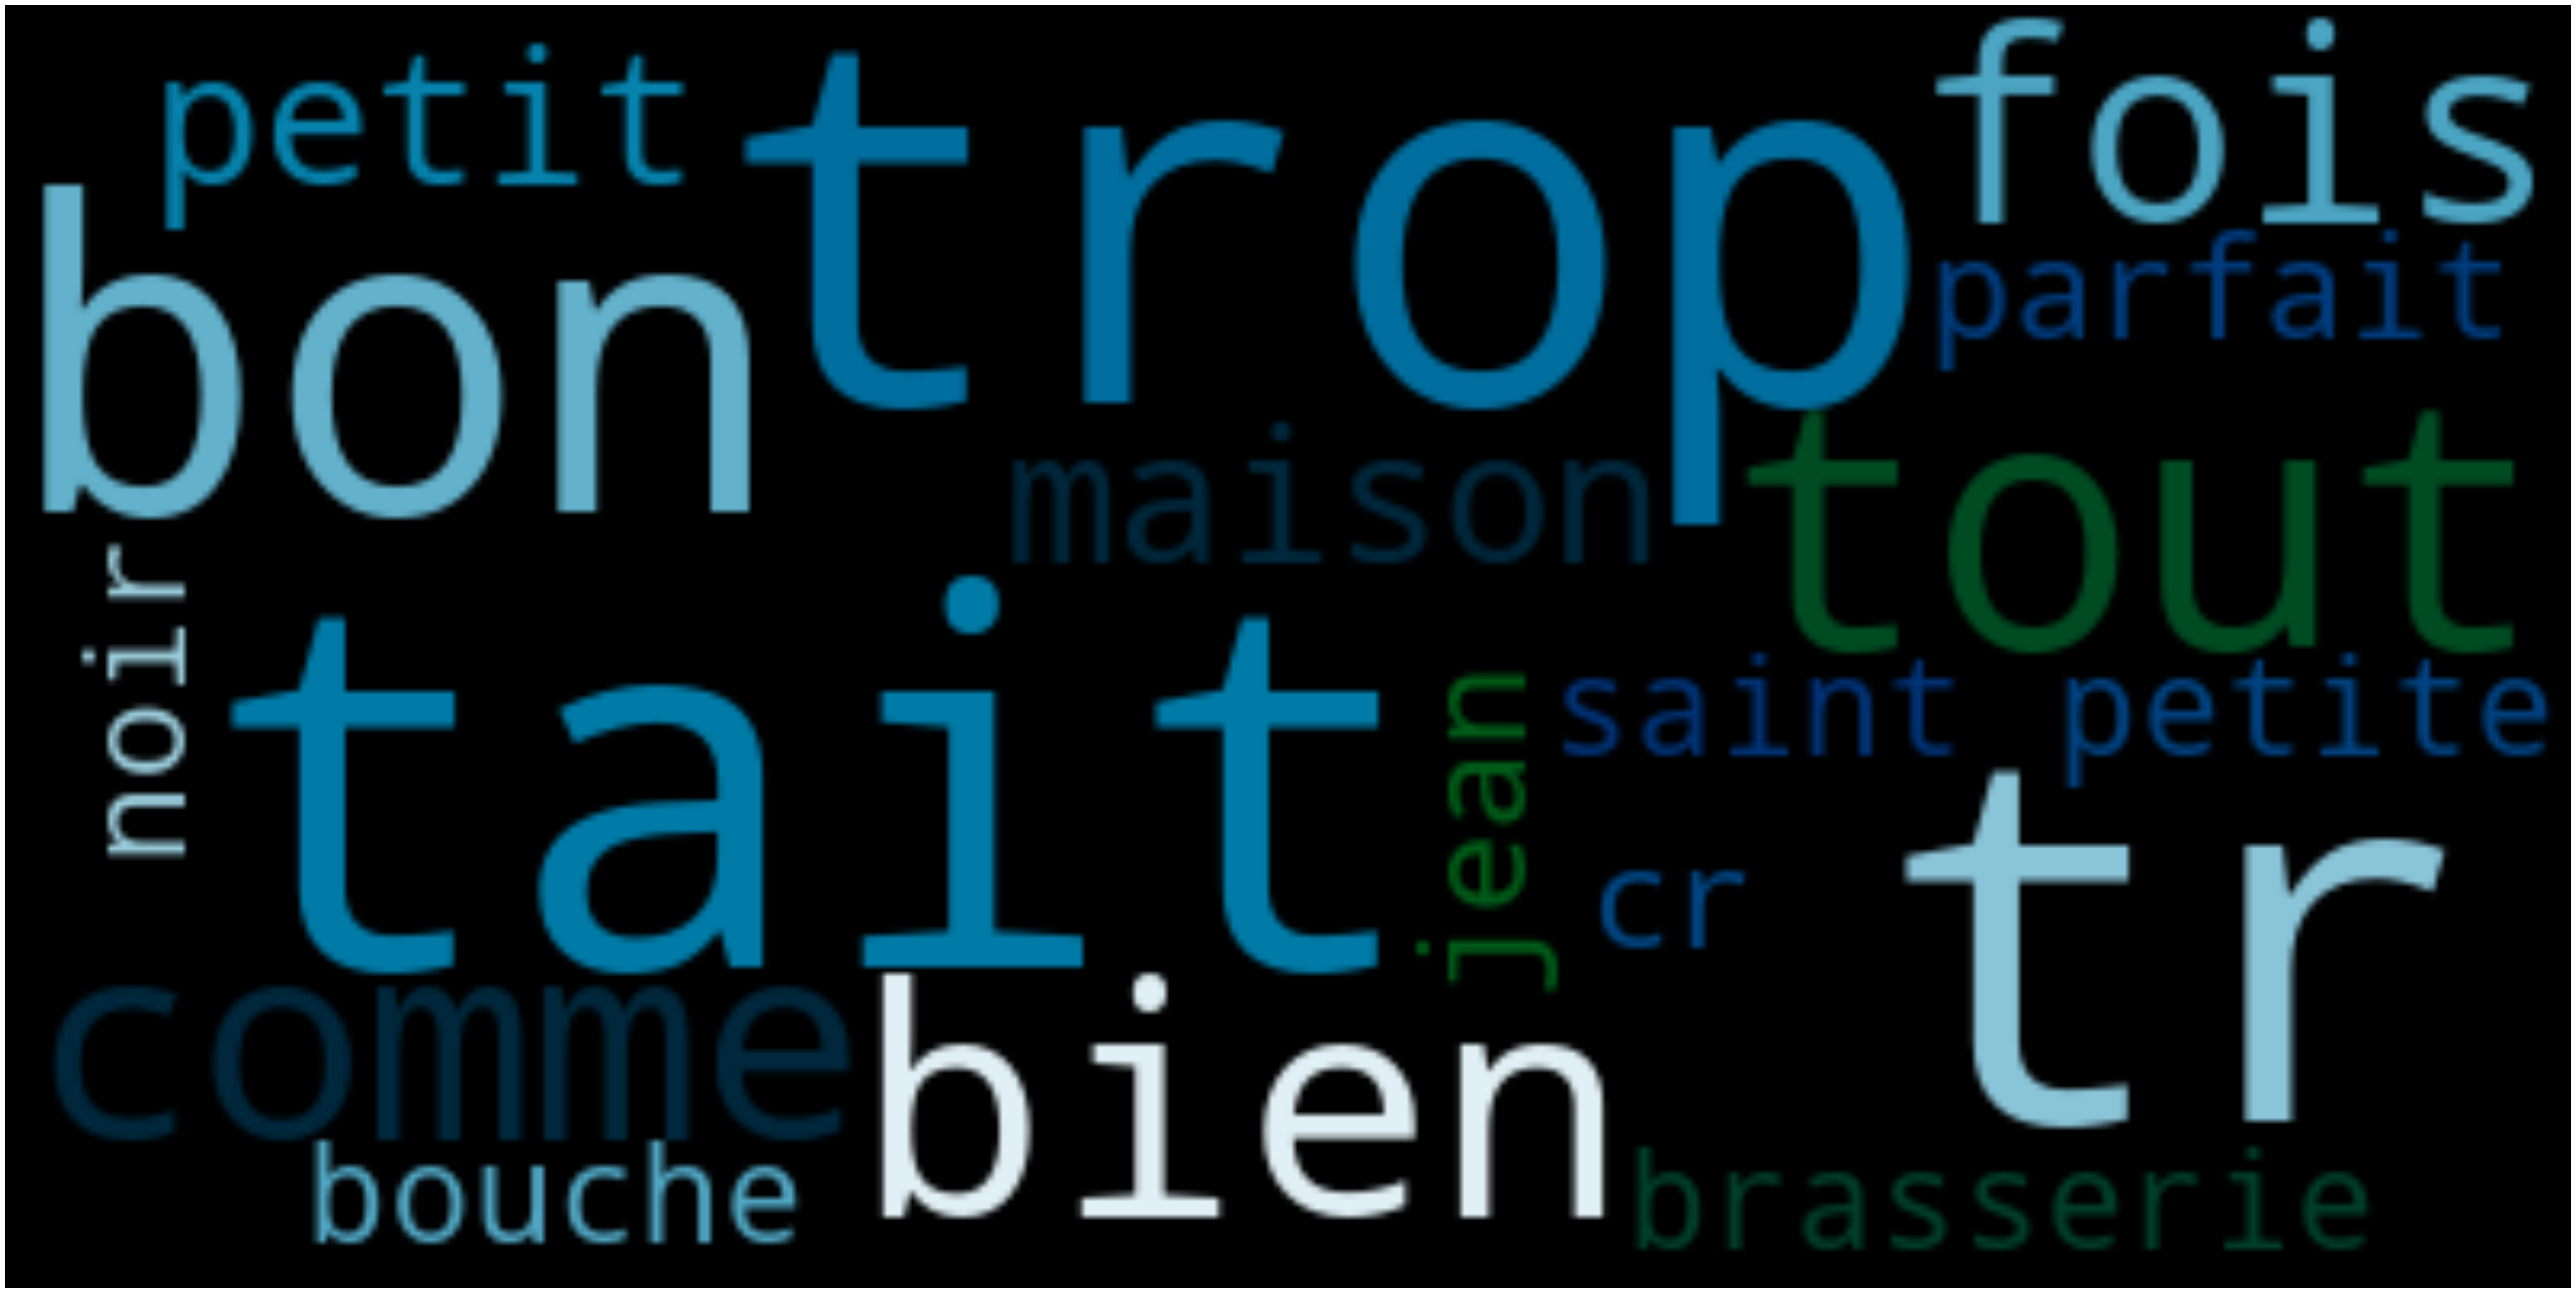 petit
trop
fois
bon
parfait
maison
tout
noir
tait
jean
saint
petite
cr
tr
comme
bien
bouche
brasserie